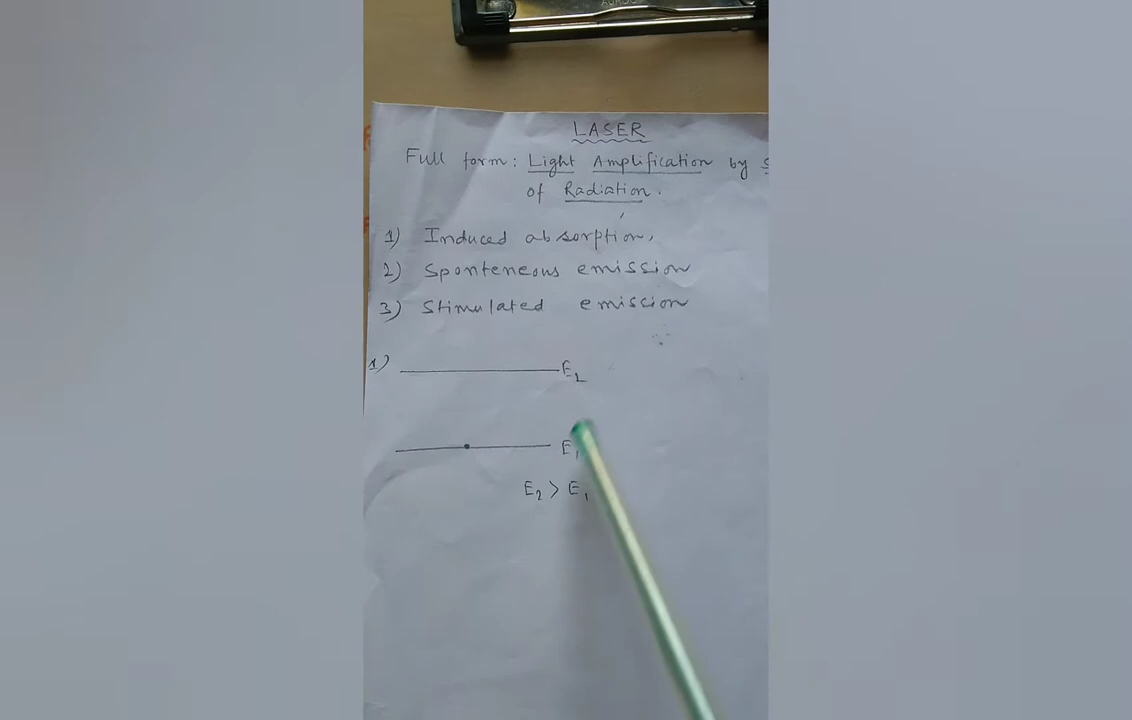 LASER
Full form: Light Amplification by
of Radiation.
1) Induced absorption,
2) Sponteneous emission
3) Stimulated emission
1) E2
E1
E2 > E1